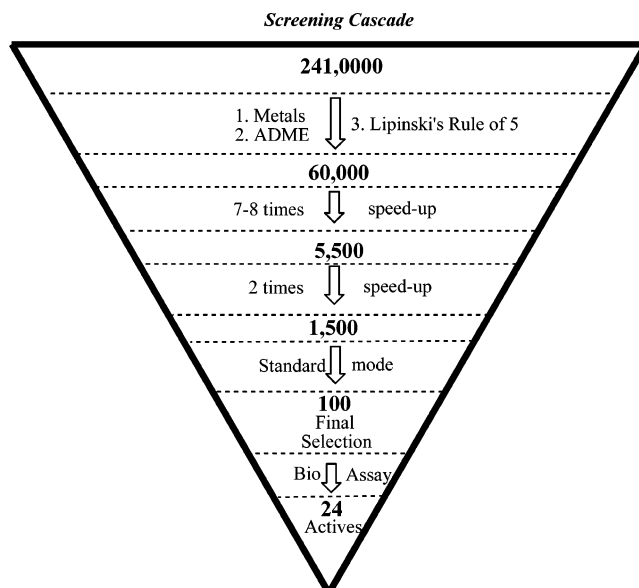 Screening Cascade
241,0000
1. Metals
2. ADME
3. Lipinski's Rule of 5
60,000
7-8 times speed-up
5,500
2 times speed-up
1,500
Standard mode
100
Final
Selection
Bio Assay
24
Actives